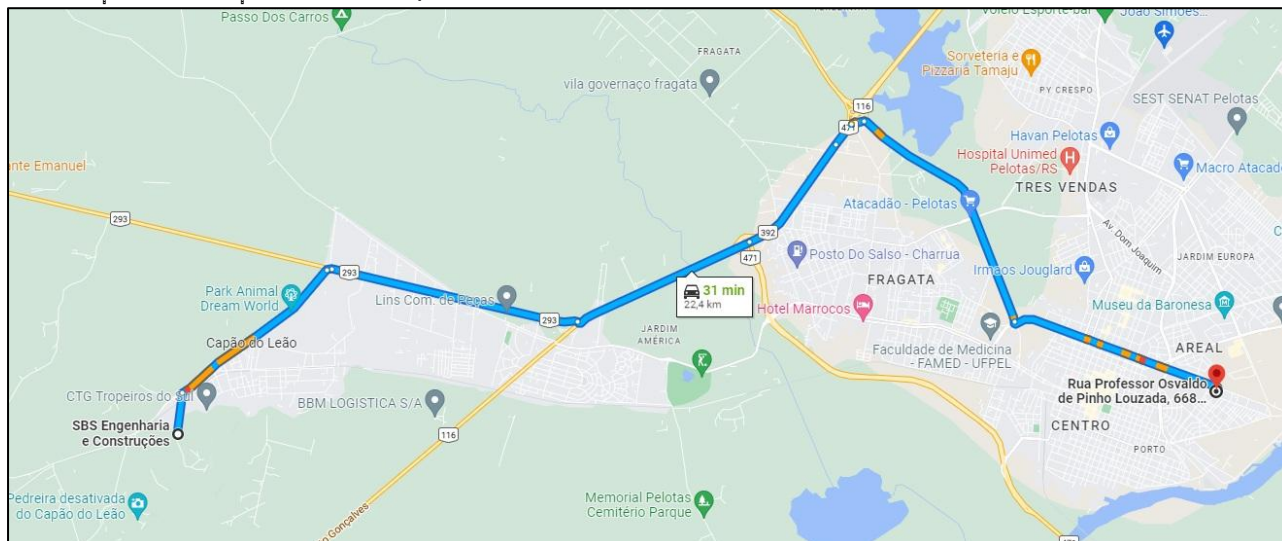 Passo Dos Carros
FRAGATA
Voleio Esporte bar
João Simões...
Sorveteria e
Pizzaria Tamaju
vila governaço fragata
PY CRESPO
SEST SENAT Pelotas
116
471
Havan Pelotas
Hospital Unimed
Pelotas/RS
Macro Atacad
TRES VENDAS
onte Emanuel
Atacadão - Pelotas
293
392
Av. Dom Joaquim
471
Posto Do Salso - Charrua
JARDIM EUROPA
293
Irmãos Jouglard
Park Animal
Dream World
FRAGATA
31 min
22,4 km
Lins Com. de Peças
Hotel Marrocos
Museu da Baronesa
293
Capão do Leão
JARDIM
AMÉRICA
Faculdade de Medicina
- FAMED - UFPEL
AREAL
CTG Tropeiros do Sul
BBM LOGISTICA S/A
Rua Professor Osvaldo
de Pinho Louzada, 668...
SBS Engenharia
e Construções
116
CENTRO
PORTO
Pedreira desativada
do Capão do Leão
Memorial Pelotas
Cemitério Parque
Gonçalves